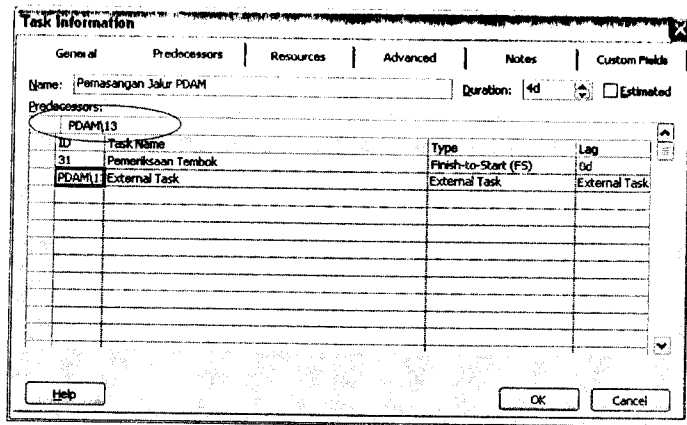 Task Information
General Predecessors Resources Advanced Notes Custom Fields
Name: Pemasangan Jalur PDAM Duration: 4d Estimated
Predecessors:
PDAM\13
ID Task Name Type Lag
31 Pemeriksaan Tembok Finish-to-Start (FS) 0d
PDAM\1 External Task External Task External Task
Help OK Cancel